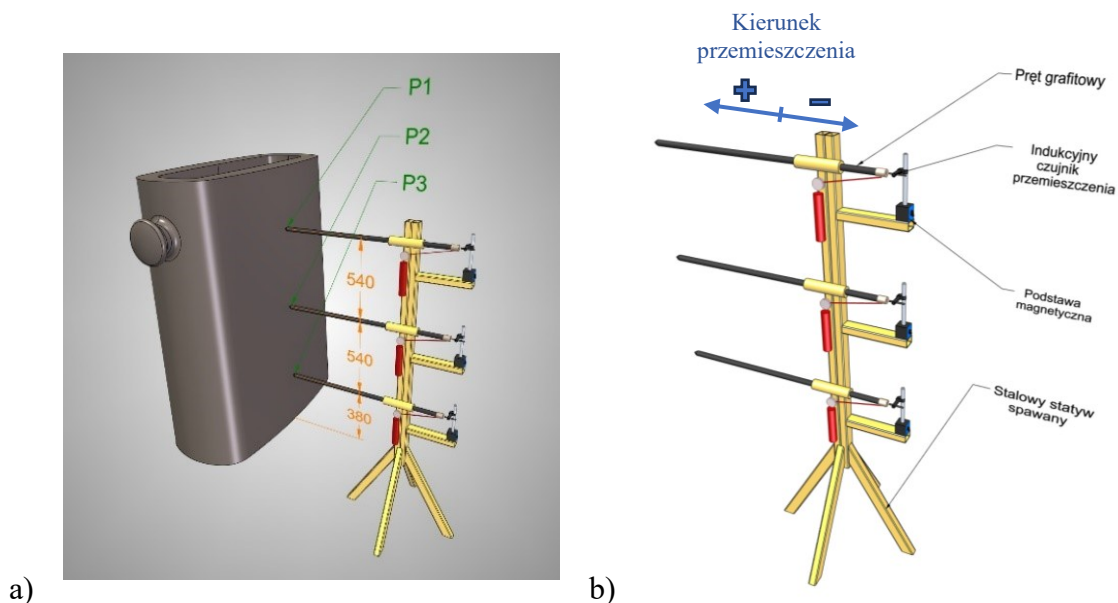 P1
P2
P3
540
540
380
a)
Kierunek
przemieszczenia
+
-
Pręt grafitowy
Indukcyjny
czujnik
przemieszczenia
Podstawa
magnetyczna
Stalowy statyw
spawany
b)